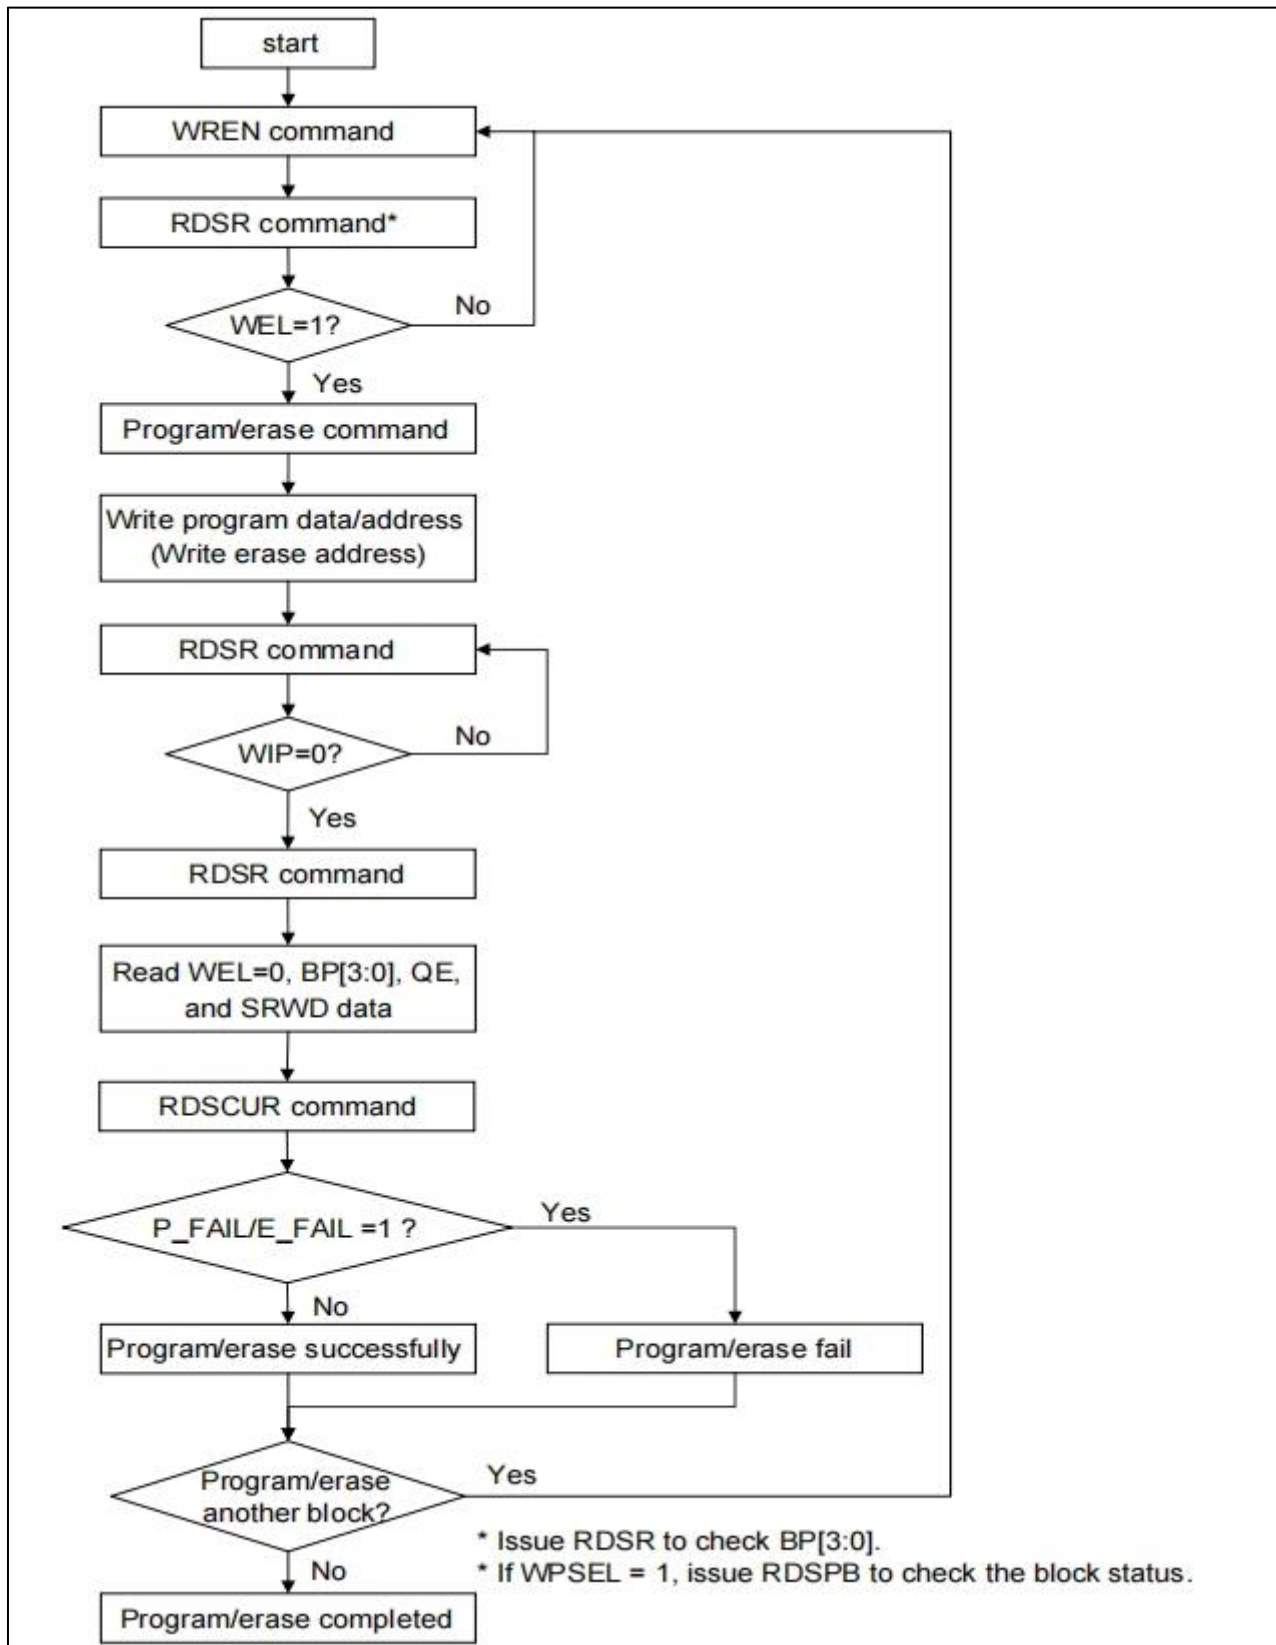 start
WREN command
RDSR command*
WEL=1?
No
Yes
Program/erase command
Write program data/address
(Write erase address)
RDSR command
WIP=0?
No
Yes
RDSR command
Read WEL=0, BP[3:0], QE,
and SRWD data
RDSCUR command
P_FAIL/E_FAIL =1 ?
Yes
No
Program/erase successfully
Program/erase fail
Program/erase
another block?
Yes
No
* Issue RDSR to check BP[3:0].
* If WPSEL = 1, issue RDSPB to check the block status.
Program/erase completed